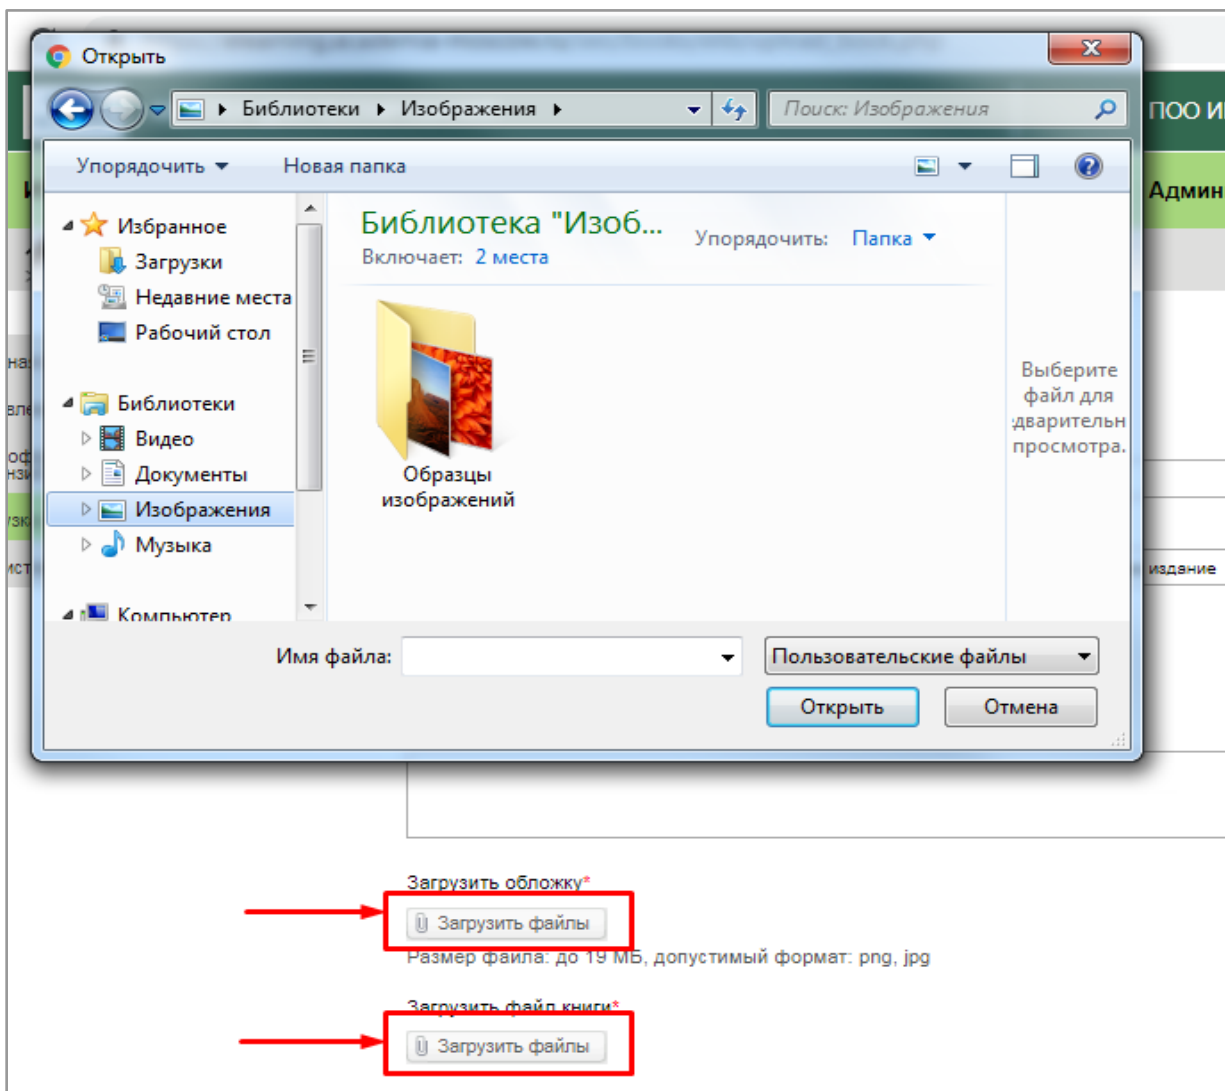 Открыть
Библиотеки
Изображения
Поиск: Изображения
ПОО
Упорядочить
Новая папка
Админ
Избранное
Загрузки
Недавние места
Рабочий стол
Библиотеки
Видео
Документы
Изображения
Музыка
Компьютер
Библиотека "Изоб...
Включает: 2 места
Упорядочить: Папка
Образцы
изображений
Выберите
файл для
дварительн
просмотра.
издание
Имя файла:
Пользовательские файлы
Открыть
Отмена
Загрузить обложку*
Загрузить файлы
Размер файла: до 19 МБ, допустимый формат: png, jpg
Загрузить файл книги*
Загрузить файлы